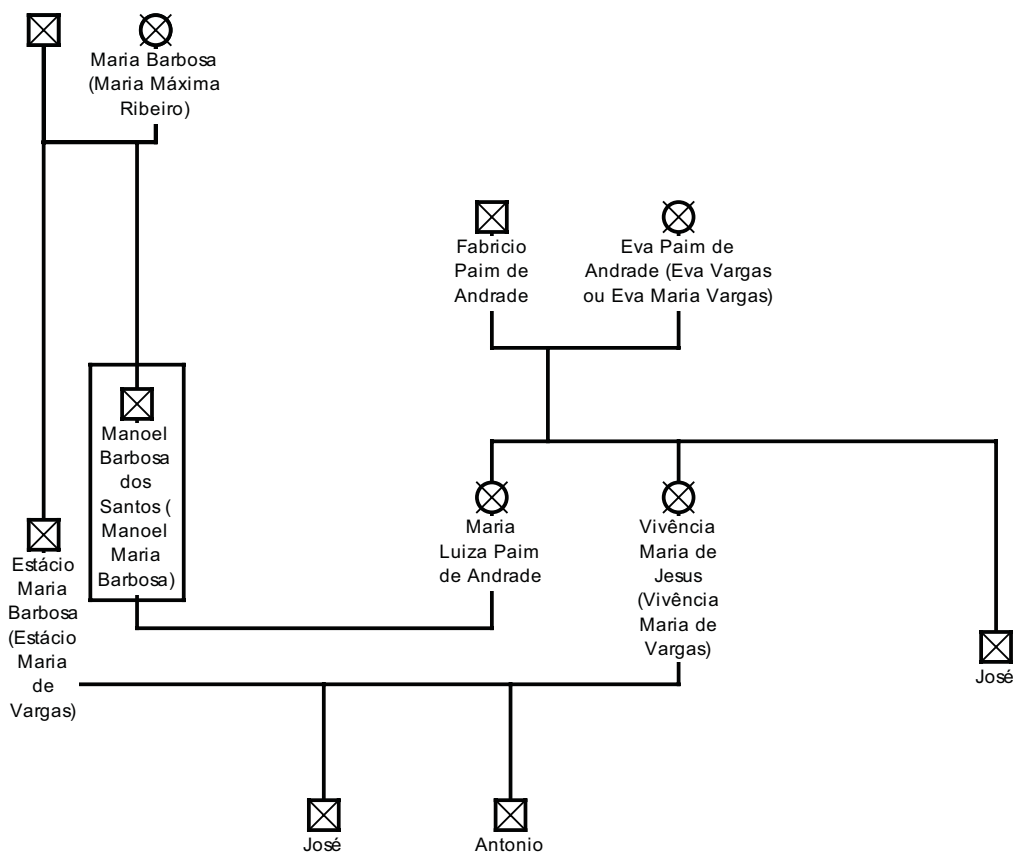 Maria Barbosa
(Maria Máxima
Ribeiro)
Fabricio
Paim de
Andrade
Eva Paim de
Andrade (Eva Vargas
ou Eva Maria Vargas)
Manoel
Barbosa
dos
Santos (
Manoel
Maria
Barbosa)
Estácio
Maria
Barbosa
(Estácio
Maria
de
Vargas)
Maria
Luiza Paim
de Andrade
Vivência
Maria de
Jesus
(Vivência
Maria de
Vargas)
José
José
Antonio